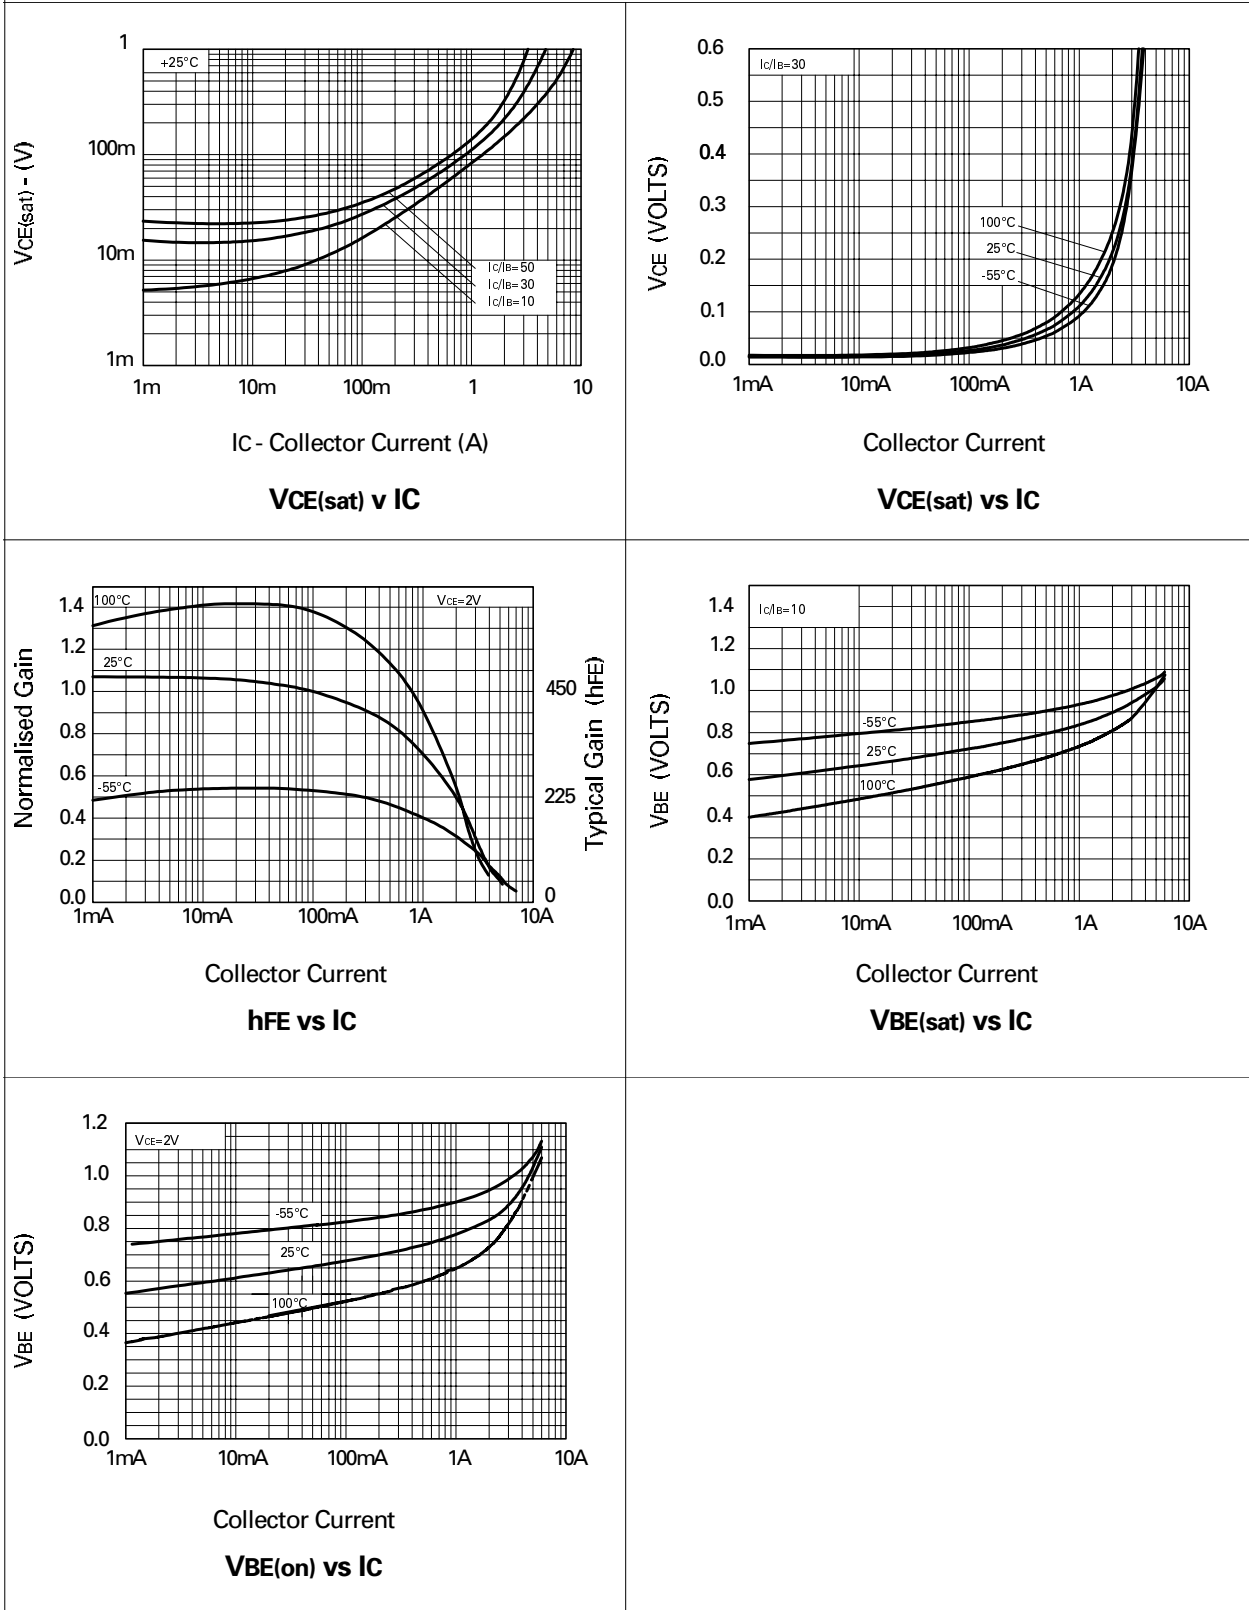 1
100m
10m
1m
+25°C
IC/IB=50
IC/IB=30
IC/IB=10
1m 10m 100m 1 10
VCE(sat) - (V)
IC - Collector Current (A)
VCE(sat) v IC
0.6
0.5
0.4
0.3
0.2
0.1
0.0
IC/IB=30
100°C
25°C
-55°C
1mA 10mA 100mA 1A 10A
VCE (VOLTS)
Collector Current
VCE(sat) vs IC
1.4
1.2
1.0
0.8
0.6
0.4
0.2
0.0
100°C
VCE=2V
25°C
-55°C
450
225
0
1mA 10mA 100mA 1A 10A
Normalised Gain
Typical Gain (hFE)
Collector Current
hFE vs IC
1.4
1.2
1.0
0.8
0.6
0.4
0.2
0.0
IC/IB=10
-55°C
25°C
100°C
1mA 10mA 100mA 1A 10A
VBE (VOLTS)
Collector Current
VBE(sat) vs IC
1.2
1.0
0.8
0.6
0.4
0.2
0.0
VCE=2V
-55°C
25°C
100°C
1mA 10mA 100mA 1A 10A
VBE (VOLTS)
Collector Current
VBE(on) vs IC